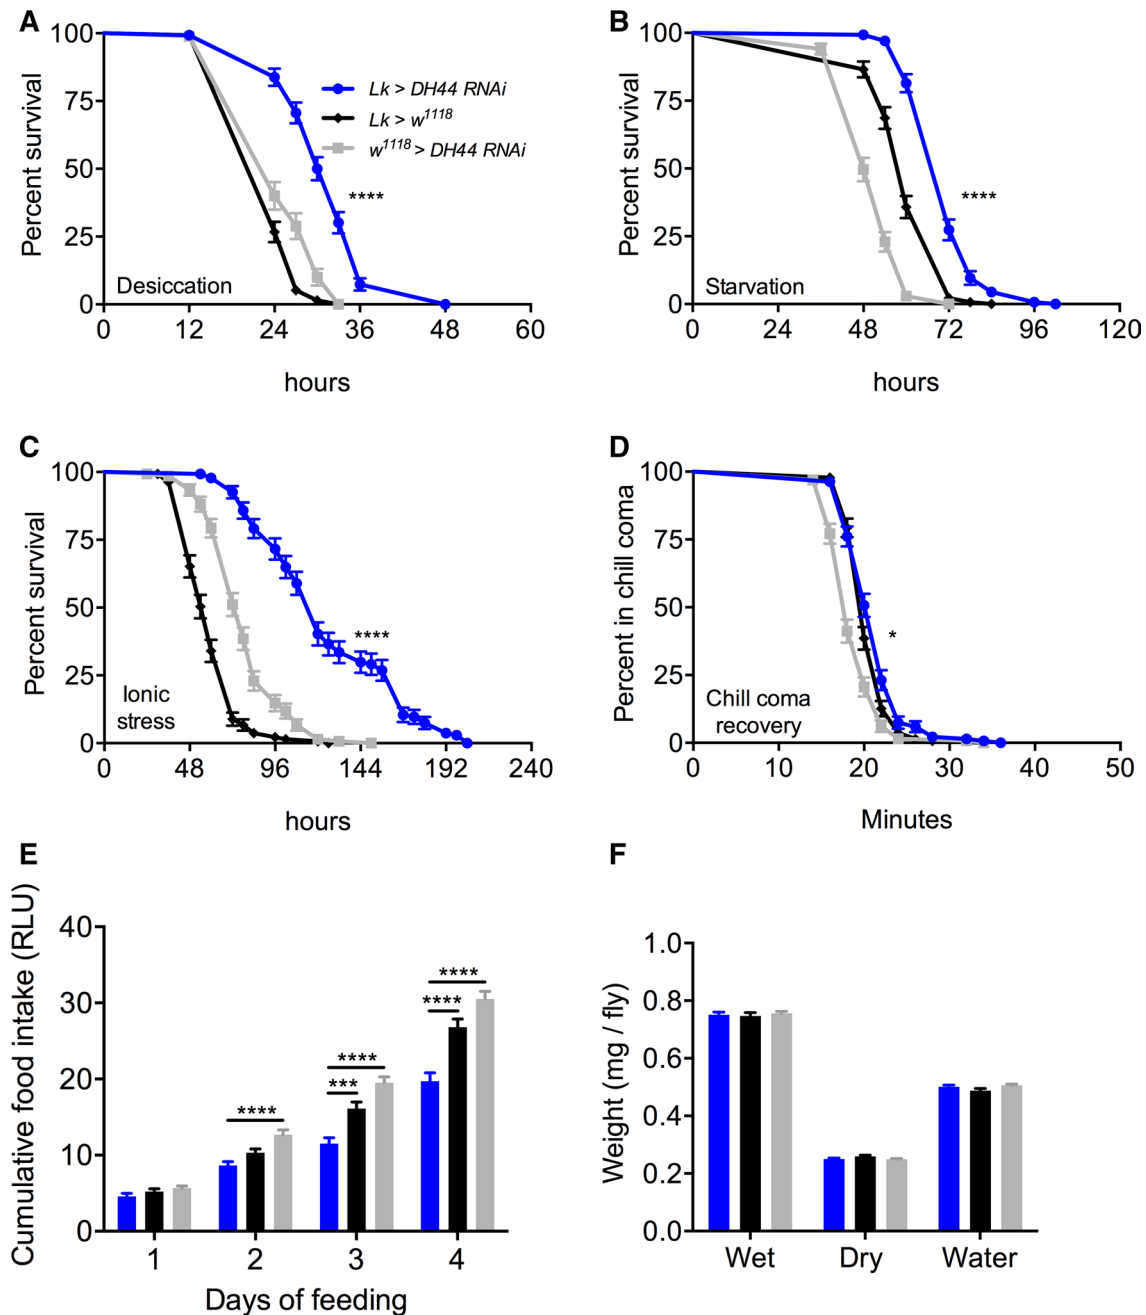 A
Percent survival
100
75
50
25
0
0 12 24 36 48 60
hours
Desiccation
****
Lk > DH44 RNAi
Lk > w¹¹¹⁸
w¹¹¹⁸ > DH44 RNAi
B
Percent survival
100
75
50
25
0
0 24 48 72 96 120
hours
Starvation
****
C
Percent survival
100
75
50
25
0
0 48 96 144 192 240
hours
Ionic
stress
****
D
Percent in chill coma
100
75
50
25
0
0 10 20 30 40 50
Minutes
Chill coma
recovery
*
E
Cumulative food intake (RLU)
40
30
20
10
0
1 2 3 4
Days of feeding
****
****
***
****
****
F
Weight (mg / fly)
1.0
0.8
0.6
0.4
0.2
0.0
Wet Dry Water